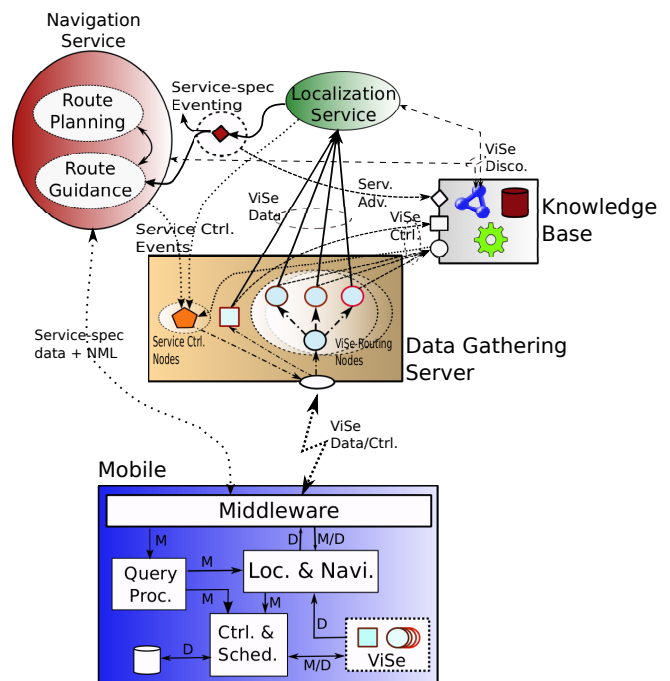 Navigation
Service
Service-spec
Eventing
Localization
Service
Route
Planning
Route
Guidance
ViSe
Disco.
ViSe
Data
Serv.
Adv.
ViSe
Ctrl.
Knowledge
Base
Service Ctrl.
Events
Service-spec
data + NML
Service Ctrl.
Nodes
ViSe-Routing
Nodes
Data Gathering
Server
ViSe
Data/Ctrl.
Mobile
Middleware
M
D
M/D
Query
Proc.
M
Loc. & Navi.
M
M
D
Ctrl. &
Sched.
D
M/D
ViSe